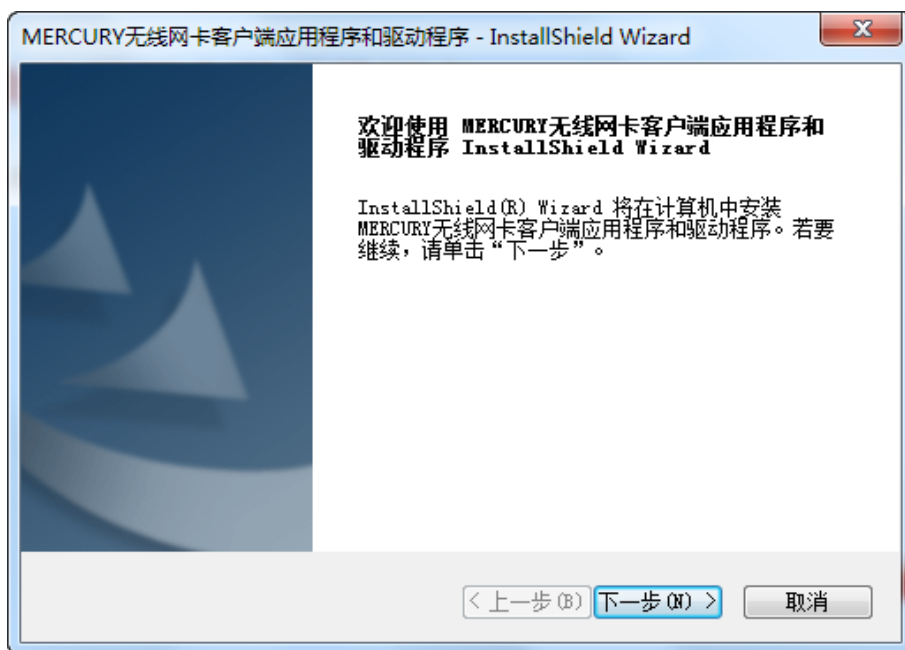 MERCURY无线网卡客户端应用程序和驱动程序 - InstallShield Wizard
欢迎使用 MERCURY无线网卡客户端应用程序和
驱动程序 InstallShield Wizard
InstallShield(R) Wizard 将在计算机中安装
MERCURY无线网卡客户端应用程序和驱动程序。若要
继续，请单击“下一步”。
< 上一步(B) 下一步(N) > 取消